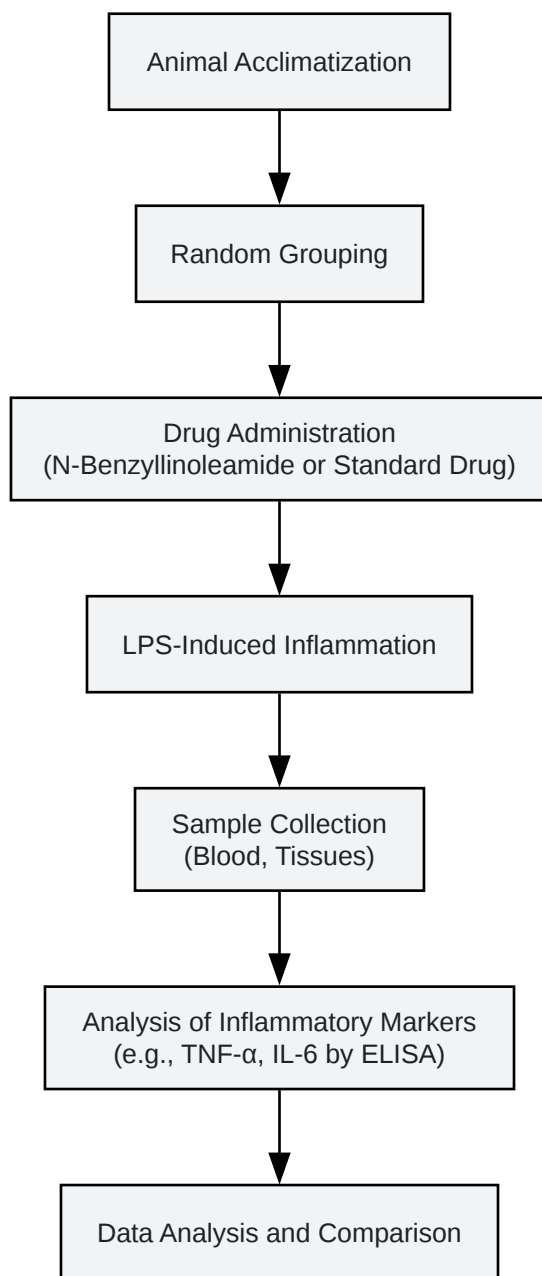 Animal Acclimatization
Random Grouping
Drug Administration
(N-Benzyllinoleamide or Standard Drug)
LPS-Induced Inflammation
Sample Collection
(Blood, Tissues)
Analysis of Inflammatory Markers
(e.g., TNF-α, IL-6 by ELISA)
Data Analysis and Comparison